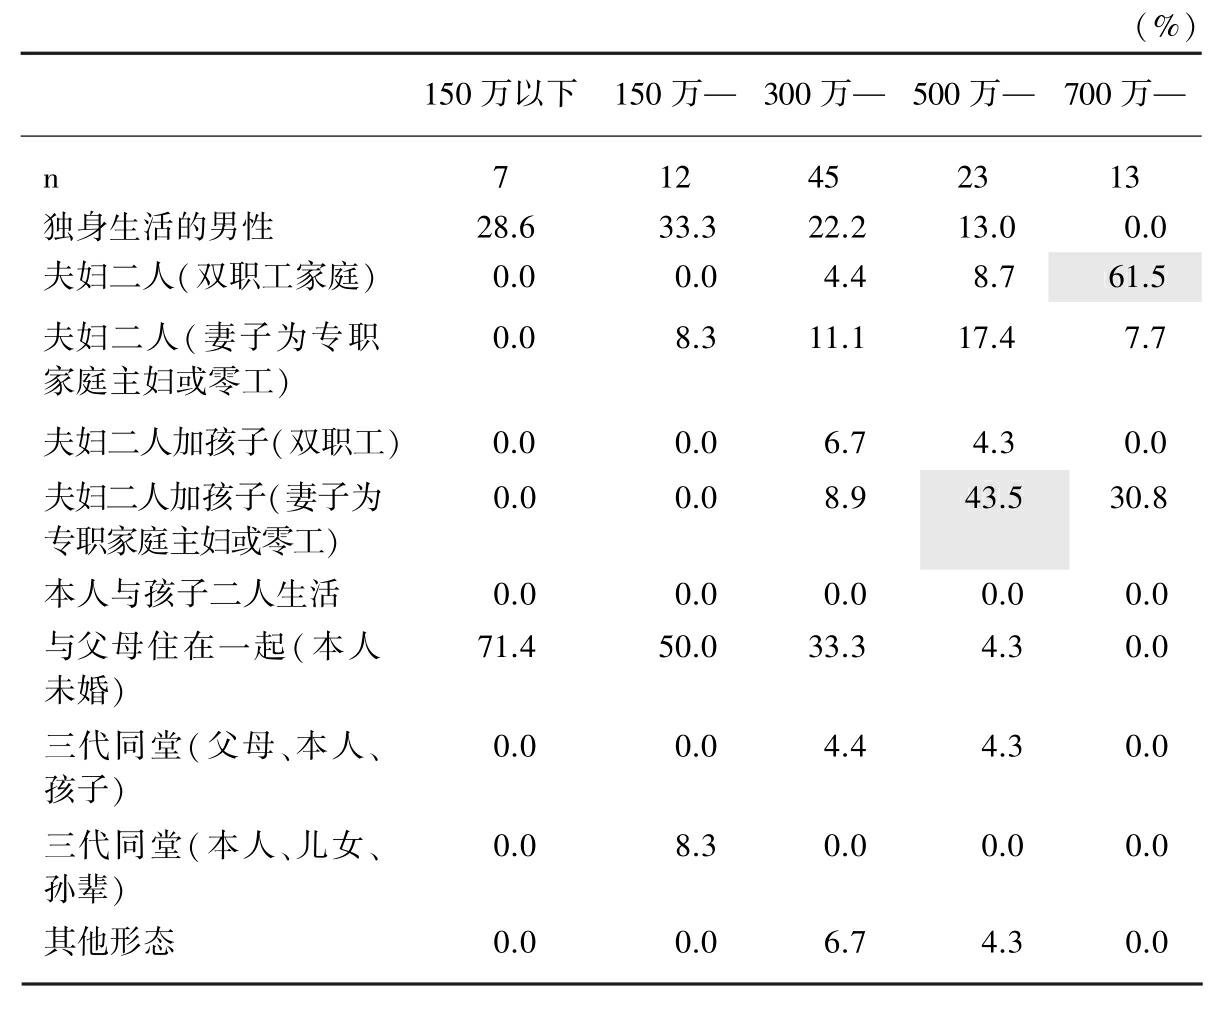 (%)
150 万以下 150 万— 300 万— 500 万— 700 万—
n 7 12 45 23 13
独身生活的男性 28.6 33.3 22.2 13.0 0.0
夫妇二人(双职工家庭) 0.0 0.0 4.4 8.7 61.5
夫妇二人(妻子为专职 0.0 8.3 11.1 17.4 7.7
家庭主妇或零工)
夫妇二人加孩子(双职工) 0.0 0.0 6.7 4.3 0.0
夫妇二人加孩子(妻子为 0.0 0.0 8.9 43.5 30.8
专职家庭主妇或零工)
本人与孩子二人生活 0.0 0.0 0.0 0.0 0.0
与父母住在一起(本人 71.4 50.0 33.3 4.3 0.0
未婚)
三代同堂(父母、本人、 0.0 0.0 4.4 4.3 0.0
孩子)
三代同堂(本人、儿女、 0.0 8.3 0.0 0.0 0.0
孙辈)
其他形态 0.0 0.0 6.7 4.3 0.0